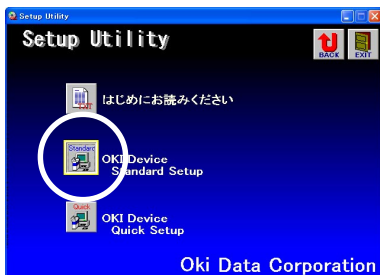 Setup Utility
Setup Utility
BACK
EXIT
はじめにお読みください
Standard
OKI Device
Standard Setup
Quick
OKI Device
Quick Setup
Oki Data Corporation